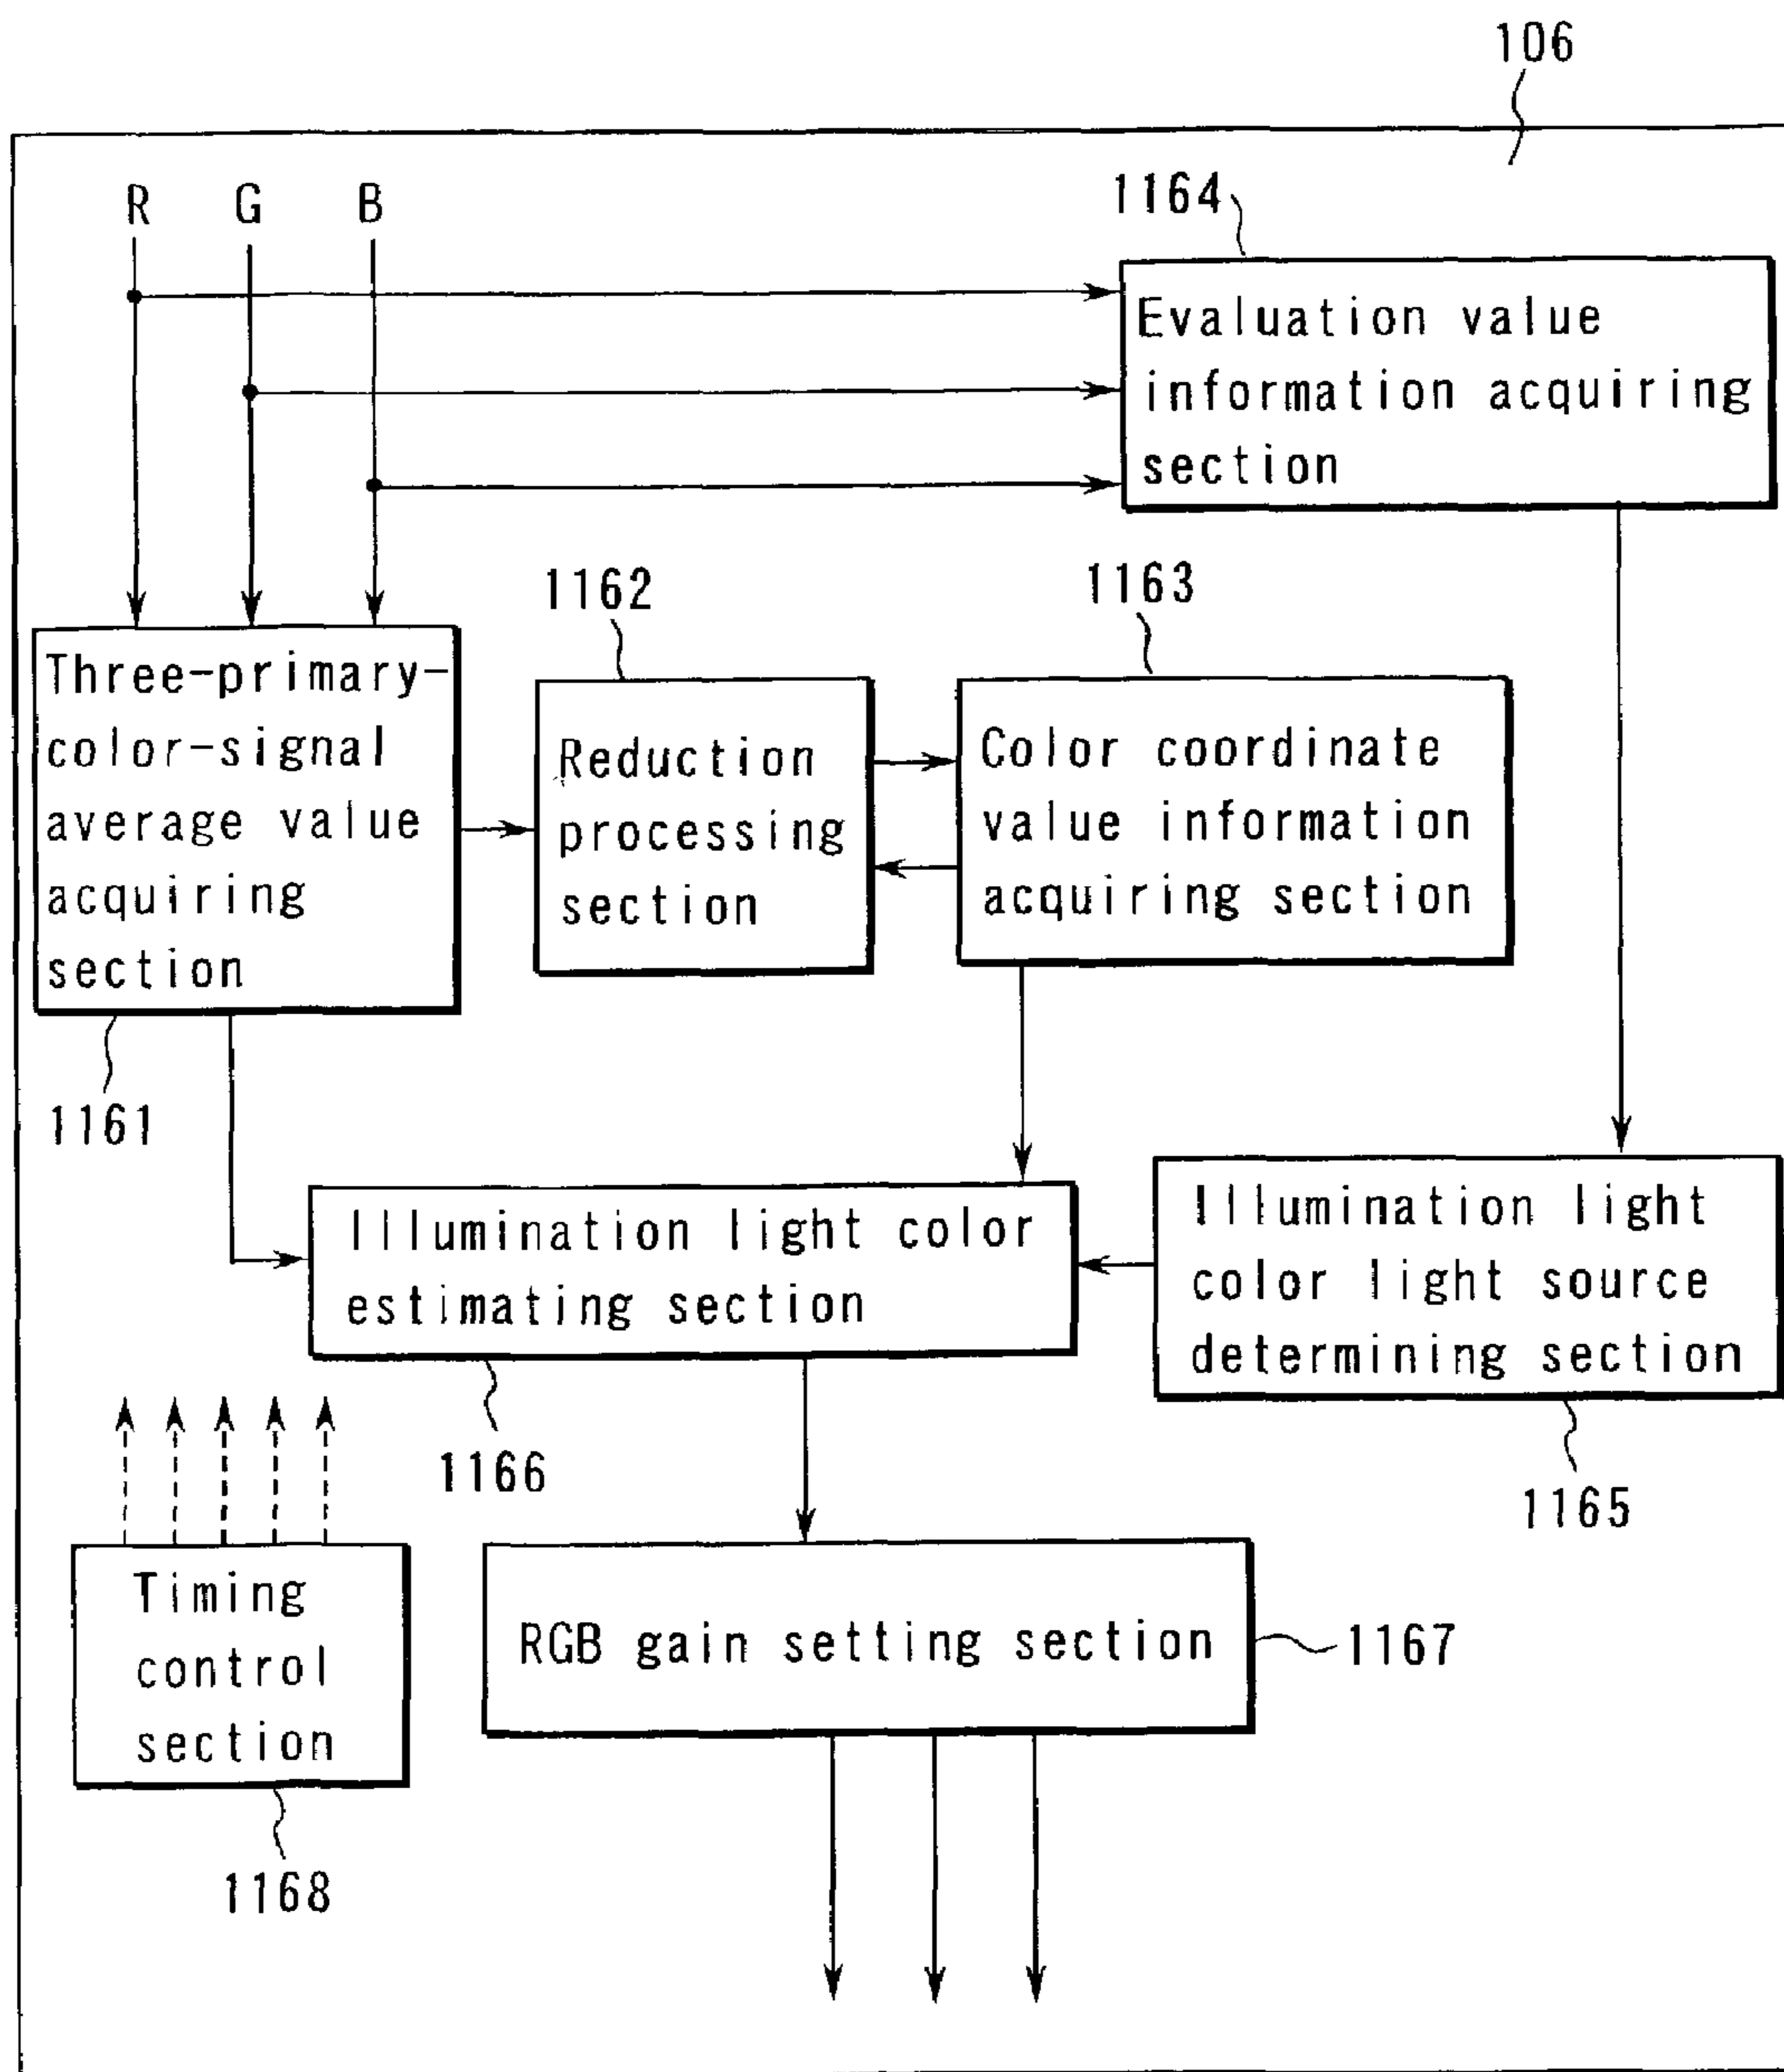 106
R G B
1164
Evaluation value
information acquiring
section
1162
1163
Three-primary-
color-signal
average value
acquiring
section
Reduction
processing
section
Color coordinate
value information
acquiring section
1161
Illumination light color
estimating section
Illumination light
color light source
determining section
1166
1165
Timing
control
section
RGB gain setting section
1167
1168